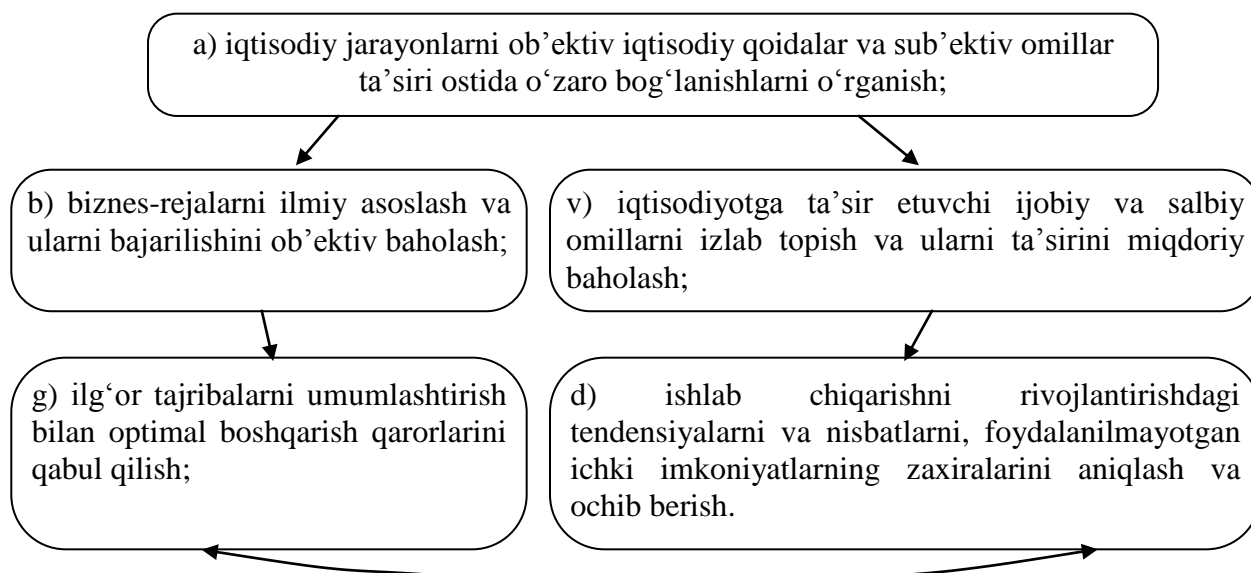 a) iqtisodiy jarayonlarni ob’ektiv iqtisodiy qoidalar va sub’ektiv omillar
ta’siri ostida o‘zaro bog‘lanishlarni o‘rganish;
b) biznes-rejalarni ilmiy asoslash va
ularni bajarilishini ob’ektiv baholash;
v) iqtisodiyotga ta’sir etuvchi ijobiy va salbiy
omillarni izlab topish va ularni ta’sirini miqdoriy
baholash;
g) ilg‘or tajribalarni umumlashtirish
bilan optimal boshqarish qarorlarini
qabul qilish;
d) ishlab chiqarishni rivojlantirishdagi
tendensiyalarni va nisbatlarni, foydalanilmayotgan
ichki imkoniyatlarning zaxiralarini aniqlash va
ochib berish.